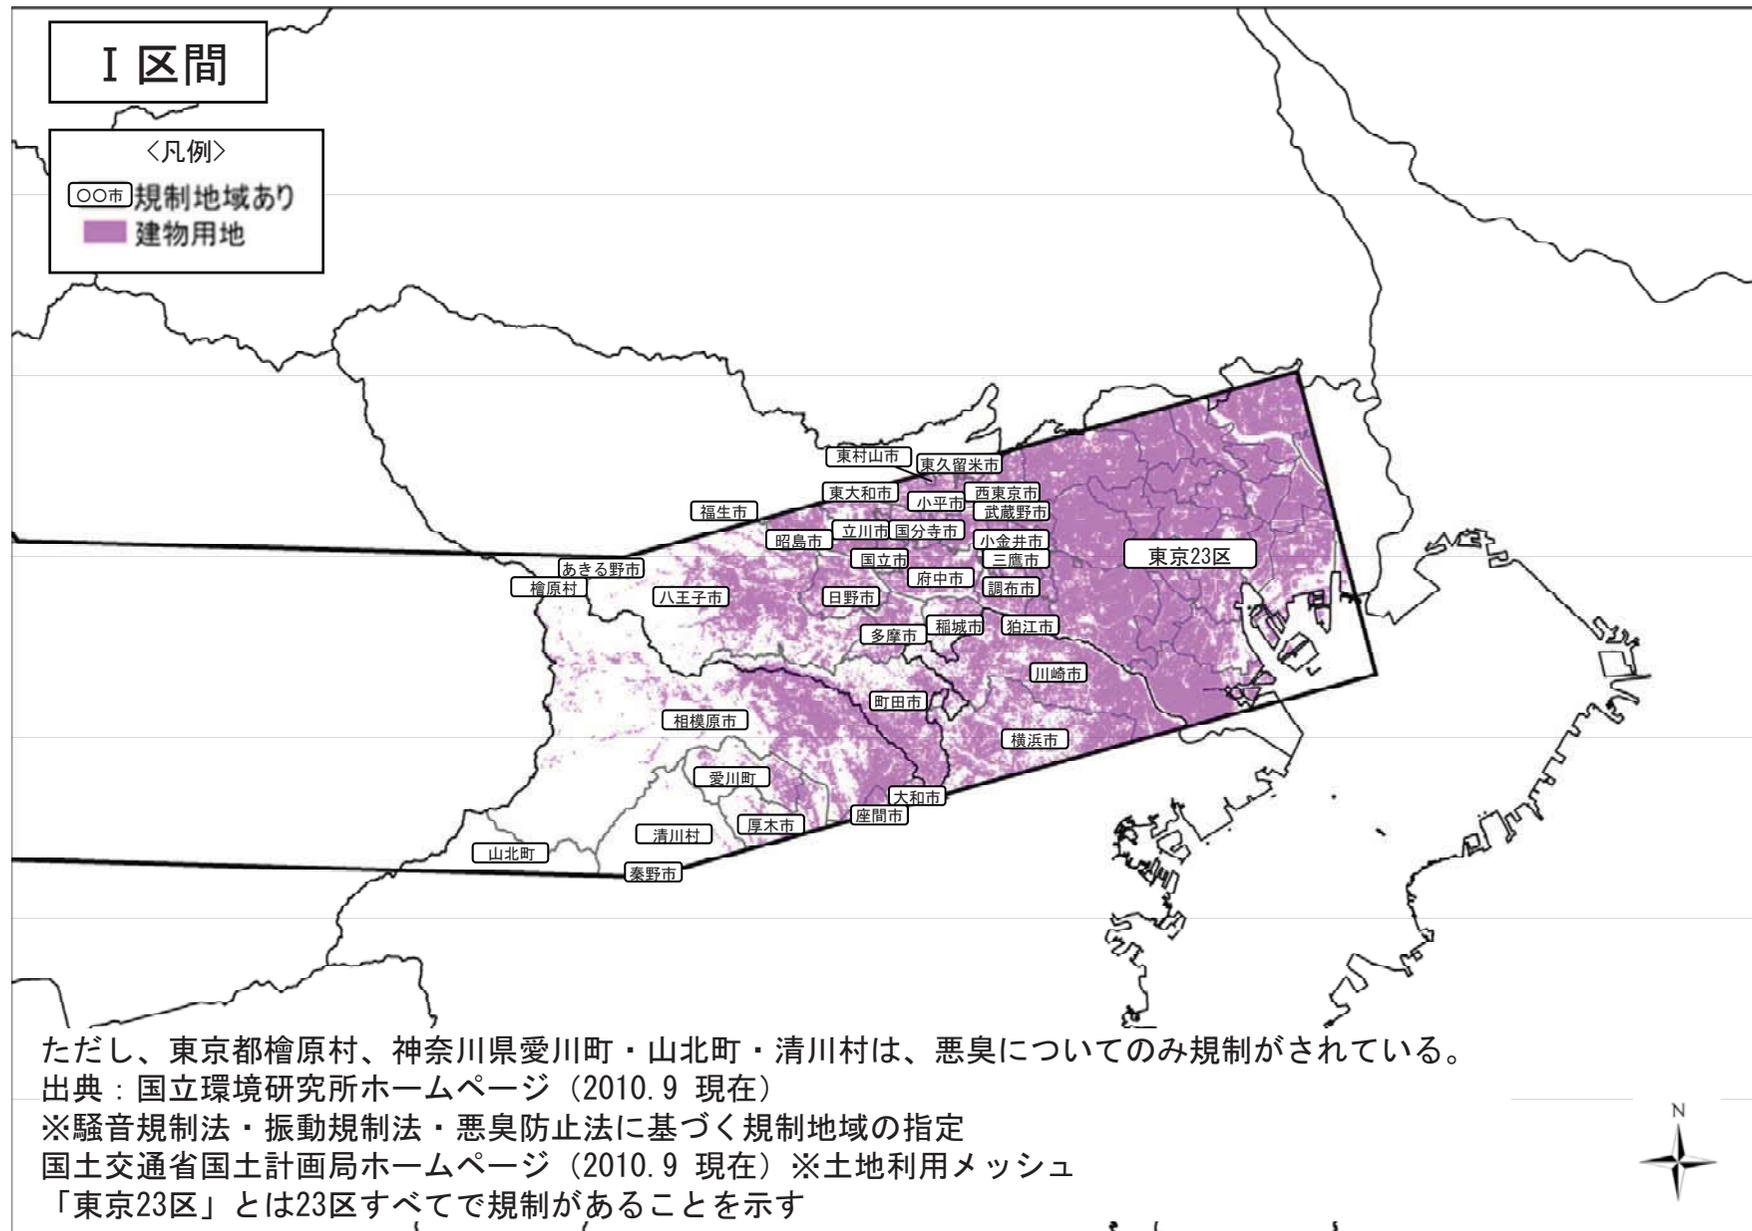 Ⅰ区間
<凡例>
○○市 規制地域あり
建物用地
東村山市
東久留米市
東大和市
小平市
西東京市
福生市
武蔵野市
立川市
国分寺市
昭島市
小金井市
東京23区
国立市
三鷹市
あきる野市
檜原村
府中市
調布市
八王子市
日野市
多摩市
稲城市
狛江市
川崎市
町田市
相模原市
横浜市
愛川町
大和市
座間市
厚木市
清川村
山北町
秦野市
ただし、東京都檜原村、神奈川県愛川町・山北町・清川村は、悪臭についてのみ規制がされている。
出典：国立環境研究所ホームページ（2010.9 現在）
※騒音規制法・振動規制法・悪臭防止法に基づく規制地域の指定
国土交通省国土計画局ホームページ（2010.9 現在）※土地利用メッシュ
「東京23区」とは23区すべてで規制があることを示す
N